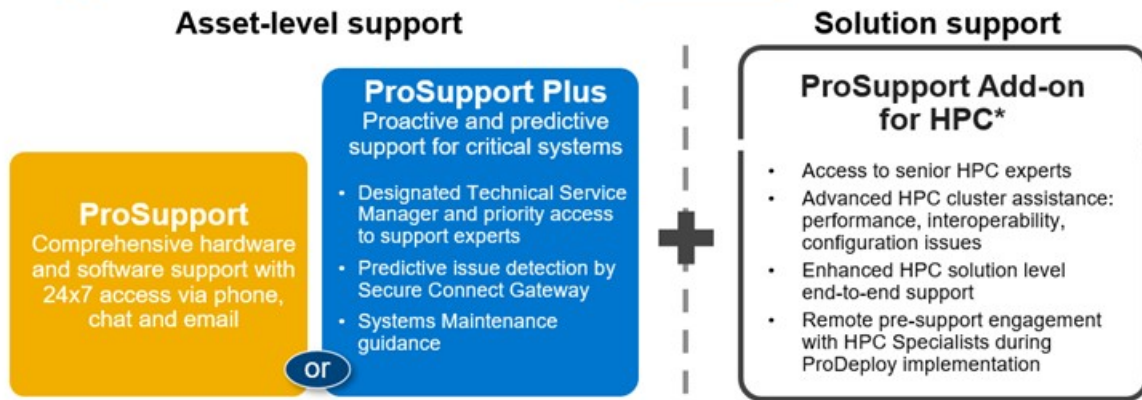 Asset-level support
Solution support
ProSupport
Comprehensive hardware
and software support with
24x7 access via phone,
chat and email
or
ProSupport Plus
Proactive and predictive
support for critical systems
• Designated Technical Service
Manager and priority access
to support experts
• Predictive issue detection by
Secure Connect Gateway
• Systems Maintenance
guidance
ProSupport Add-on
for HPC*
• Access to senior HPC experts
• Advanced HPC cluster assistance:
performance, interoperability,
configuration issues
• Enhanced HPC solution level
end-to-end support
• Remote pre-support engagement
with HPC Specialists during
ProDeploy implementation